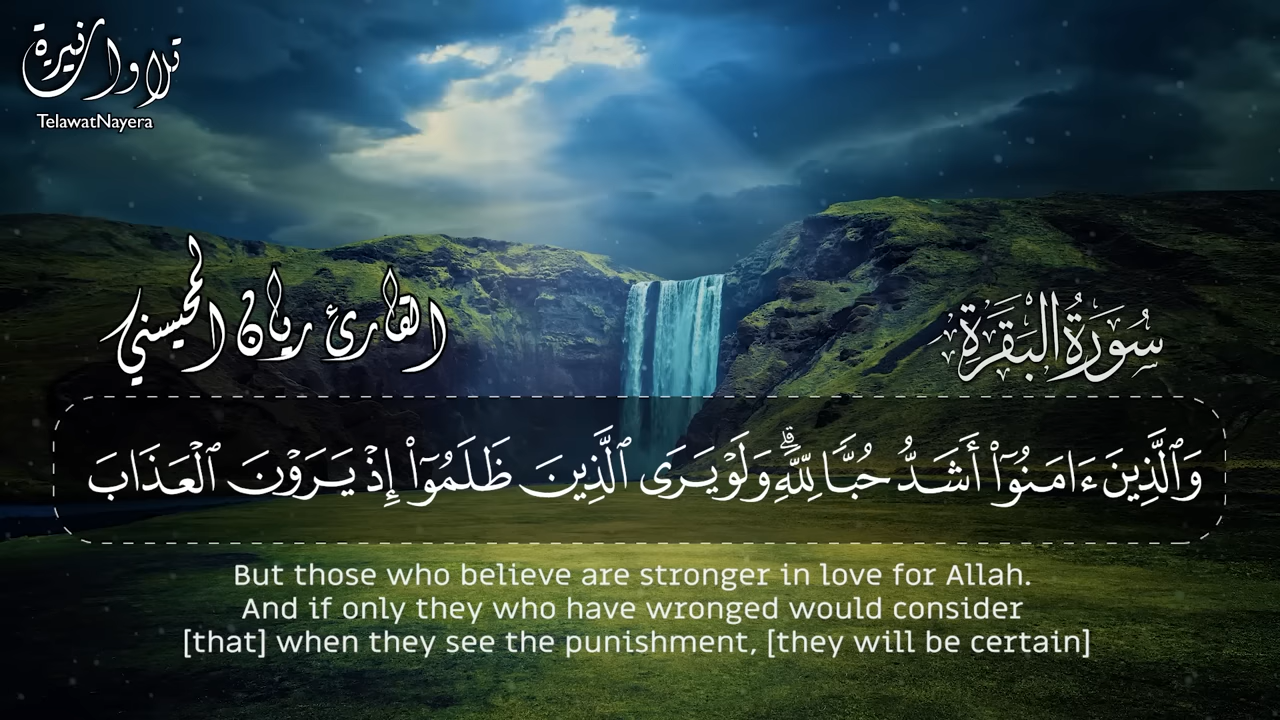 تلاوات نيرة
TelawatNayera
سُورَةُ البَقَرَةِ
القارئ ريان المحيسني
وَٱلَّذِينَ ءَامَنُوٓا۟ أَشَدُّ حُبًّا لِّلَّهِ ۗ وَلَوْ يَرَى ٱلَّذِينَ ظَلَمُوٓا۟ إِذْ يَرَوْنَ ٱلْعَذَابَ
But those who believe are stronger in love for Allah.
And if only they who have wronged would consider
[that] when they see the punishment, [they will be certain]